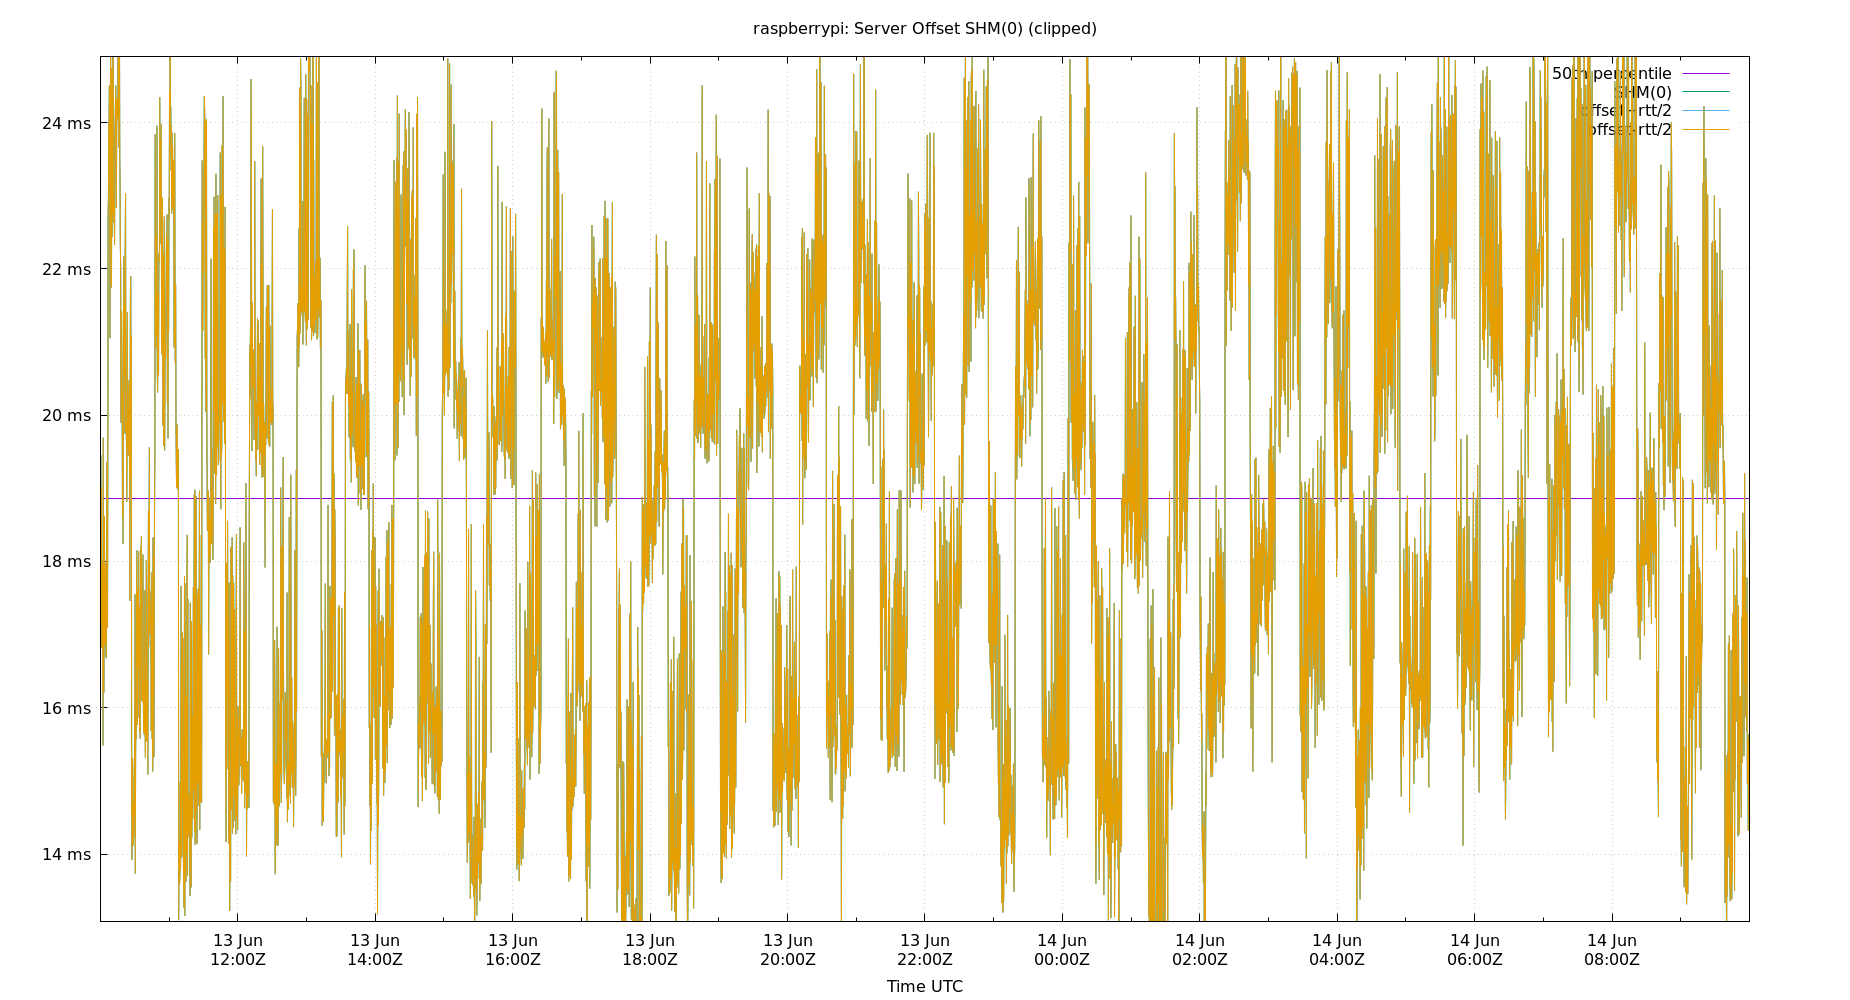 raspberrypi: Server Offset SHM(0) (clipped)
50th percentile
SHM(0)
offset+rtt/2
offset-rtt/2
24 ms
22 ms
20 ms
18 ms
16 ms
14 ms
13 Jun 13 Jun 13 Jun 13 Jun 13 Jun 13 Jun 14 Jun 14 Jun 14 Jun 14 Jun 14 Jun
12:00Z 14:00Z 16:00Z 18:00Z 20:00Z 22:00Z 00:00Z 02:00Z 04:00Z 06:00Z 08:00Z
Time UTC